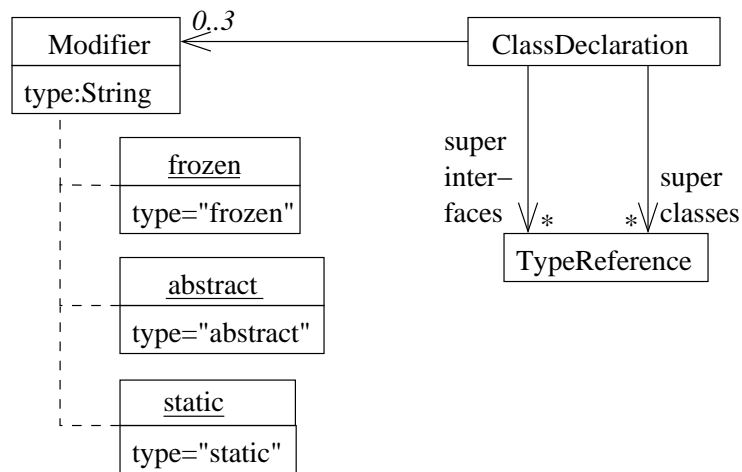 0..3
Modifier
ClassDeclaration
type:String
super
inter−
faces
*
*
super
classes
frozen
type="frozen"
TypeReference
abstract
type="abstract"
static
type="static"